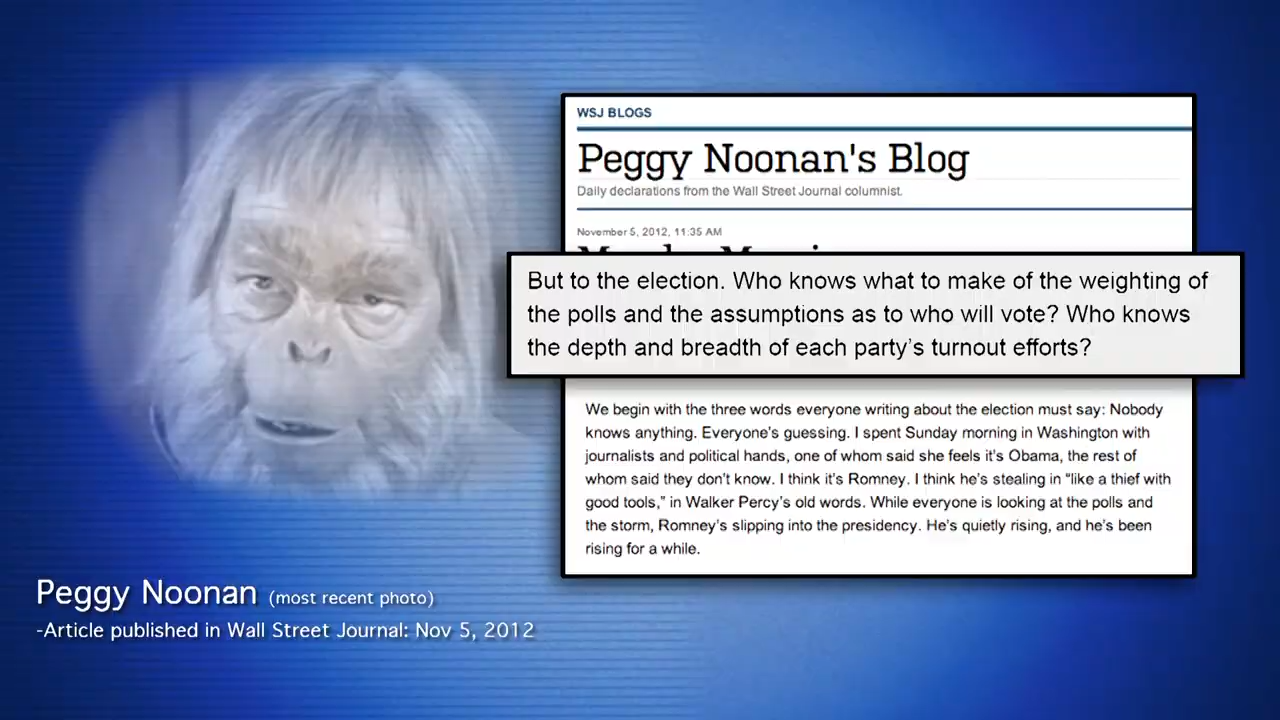 WSJ BLOGS
Peggy Noonan's Blog
Daily declarations from the Wall Street Journal columnist.
November 5, 2012, 11:35 AM
But to the election. Who knows what to make of the weighting of
the polls and the assumptions as to who will vote? Who knows
the depth and breadth of each party's turnout efforts?
We begin with the three words everyone writing about the election must say: Nobody
knows anything. Everyone's guessing. I spent Sunday morning in Washington with
journalists and political hands, one of whom said she feels it's Obama, the rest of
whom said they don't know. I think it's Romney. I think he's stealing in “like a thief with
good tools,” in Walker Percy's old words. While everyone is looking at the polls and
the storm, Romney's slipping into the presidency. He's quietly rising, and he's been
rising for a while.
Peggy Noonan (most recent photo)
-Article published in Wall Street Journal: Nov 5, 2012